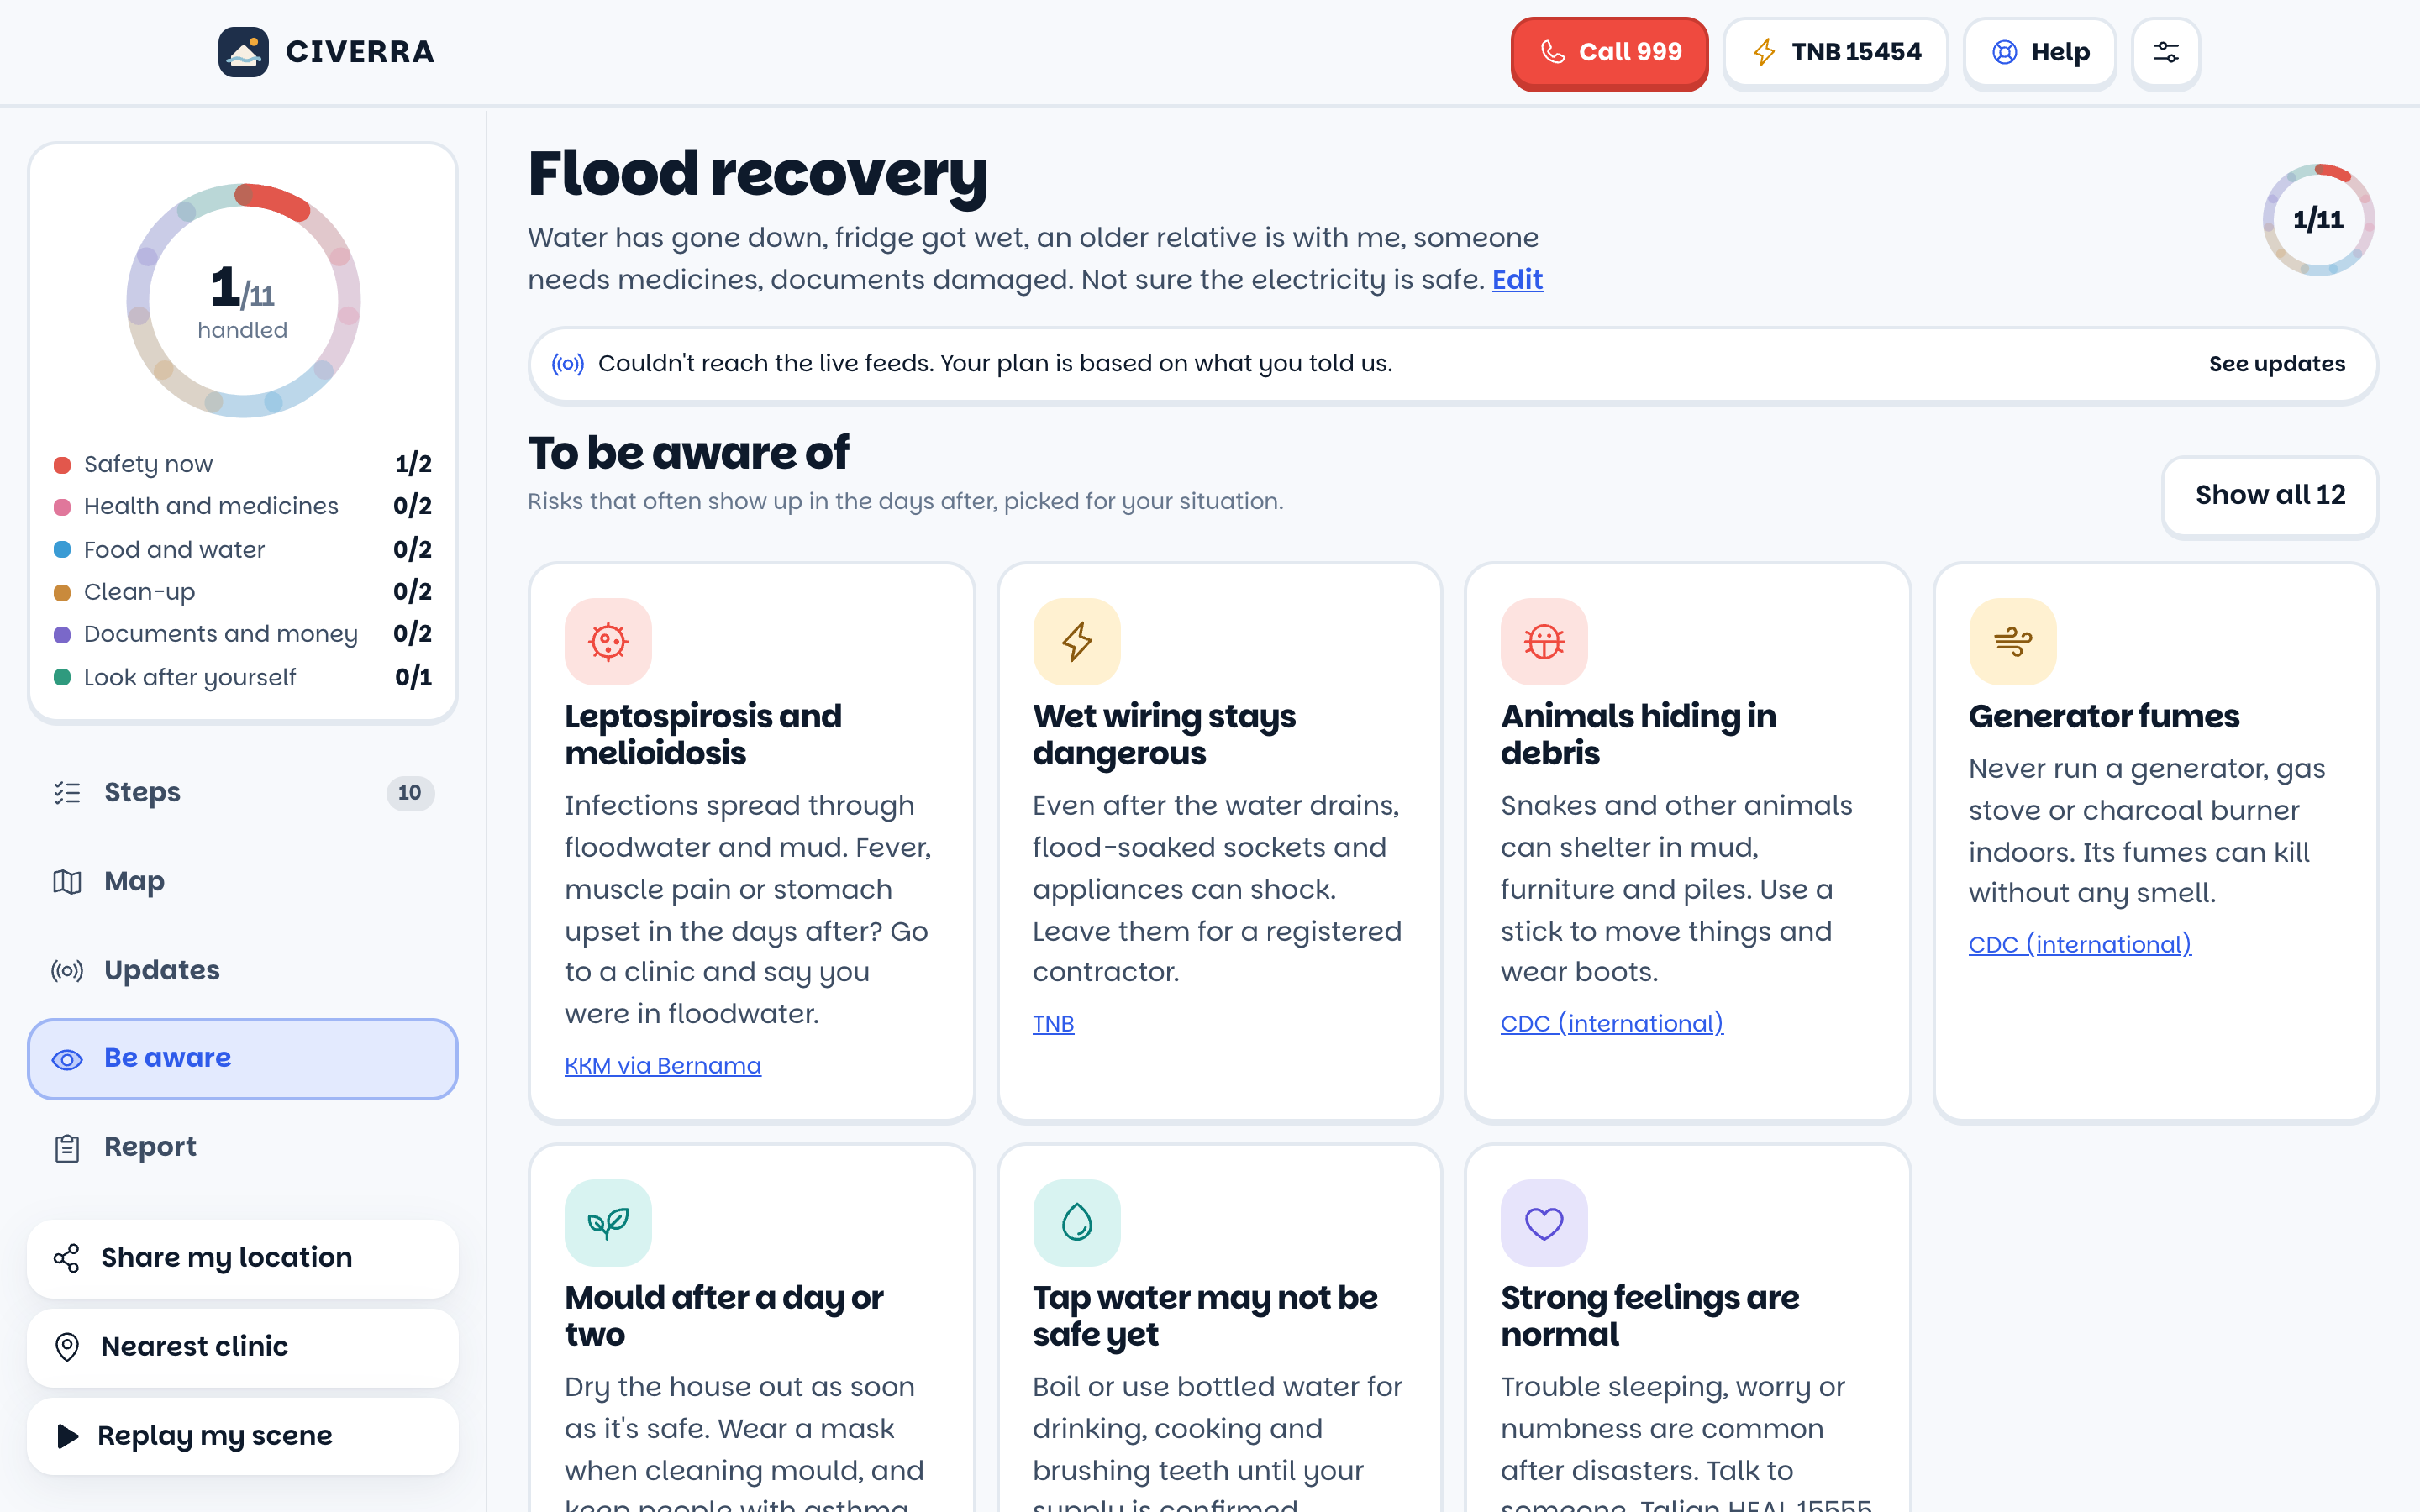 CIVERRA
Call 999
TNB 15454
Help
1/11
handled
Safety now 1/2
Health and medicines 0/2
Food and water 0/2
Clean-up 0/2
Documents and money 0/2
Look after yourself 0/1
Steps 10
Map
Updates
Be aware
Report
Share my location
Nearest clinic
Replay my scene
Flood recovery
Water has gone down, fridge got wet, an older relative is with me, someone
needs medicines, documents damaged. Not sure the electricity is safe. Edit
1/11
Couldn't reach the live feeds. Your plan is based on what you told us.
See updates
To be aware of
Risks that often show up in the days after, picked for your situation.
Show all 12
Leptospirosis and
melioidosis
Infections spread through
floodwater and mud. Fever,
muscle pain or stomach
upset in the days after? Go
to a clinic and say you
were in floodwater.
KKM via Bernama
Wet wiring stays
dangerous
Even after the water drains,
flood-soaked sockets and
appliances can shock.
Leave them for a registered
contractor.
TNB
Animals hiding in
debris
Snakes and other animals
can shelter in mud,
furniture and piles. Use a
stick to move things and
wear boots.
CDC (international)
Generator fumes
Never run a generator, gas
stove or charcoal burner
indoors. Its fumes can kill
without any smell.
CDC (international)
Mould after a day or
two
Dry the house out as soon
as it's safe. Wear a mask
when cleaning mould, and
keep people with asthma
Tap water may not be
safe yet
Boil or use bottled water for
drinking, cooking and
brushing teeth until your
supply is confirmed
Strong feelings are
normal
Trouble sleeping, worry or
numbness are common
after disasters. Talk to
someone. Talian HEAL 15555